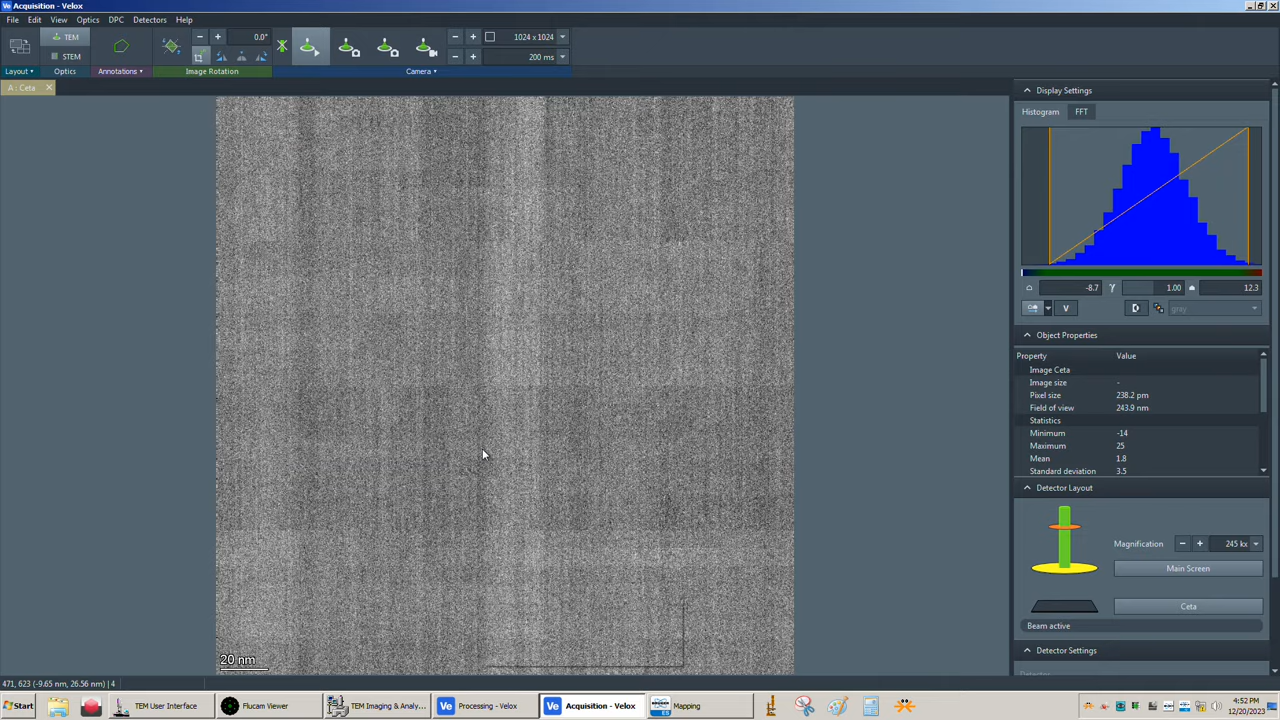 Ve Acquisition - Velox
File Edit View Optics DPC Detectors Help
TEM
STEM
0.0°
1024 x 1024
200 ms
Layout Optics Annotations Image Rotation Camera
A : Ceta
Display Settings
Histogram FFT
-8.7 γ 1.00 12.3
V D gray
Object Properties
Property Value
Image Ceta
Image size -
Pixel size 238.2 pm
Field of view 243.9 nm
Statistics
Minimum -14
Maximum 25
Mean 1.8
Standard deviation 3.5
Detector Layout
Magnification 245 kx
Main Screen
Ceta
Beam active
Detector Settings
20 nm
471, 623 (-9.65 nm, 26.56 nm) | 4
Start TEM User Interface Flucam Viewer TEM Imaging & Analy... Ve Processing - Velox Ve Acquisition - Velox Mapping
4:52 PM
12/20/2023